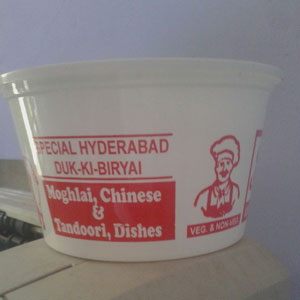 SPECIAL HYDERABAD
DUK-KI-BIRYAI
Moghlai, Chinese
&
Tandoori, Dishes
VEG. & NON VEG.